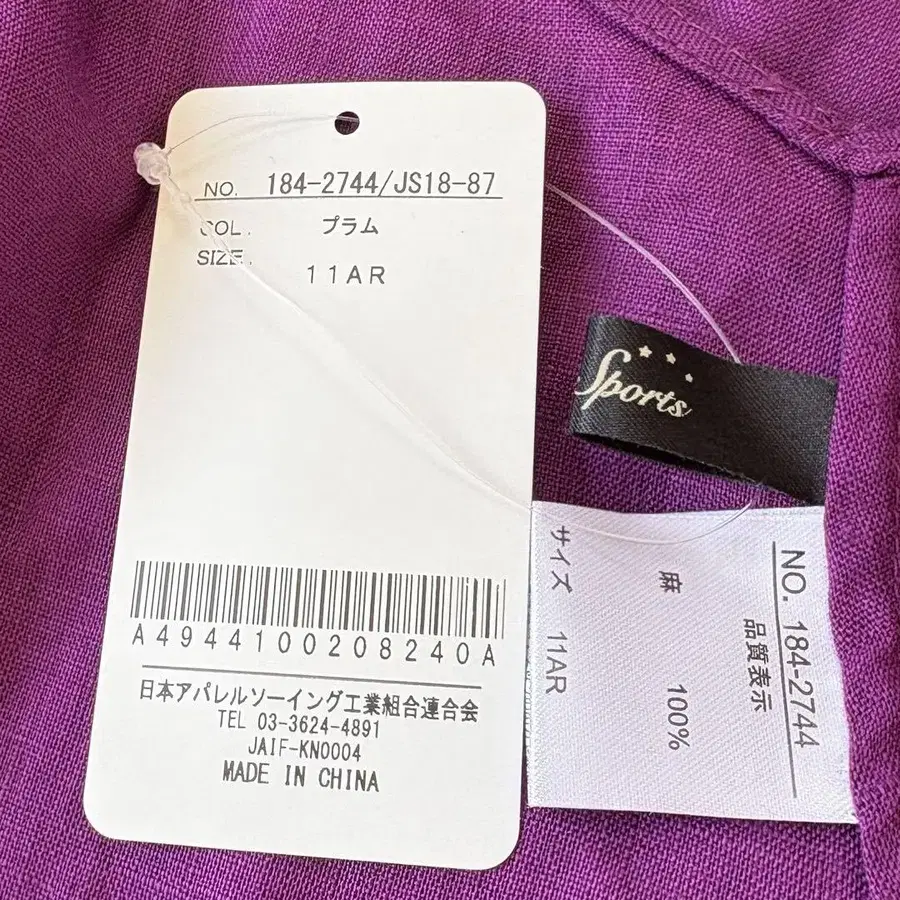 NO. 184-2744/JS18-87
COL. プラム
SIZE. 11AR
A4944100208240A
日本アパレルソーイング工業組合連合会
TEL 03-3624-4891
JAIF-KN0004
MADE IN CHINA
Sports
NO. 184-2744
品質表示
麻 100%
サイズ 11AR